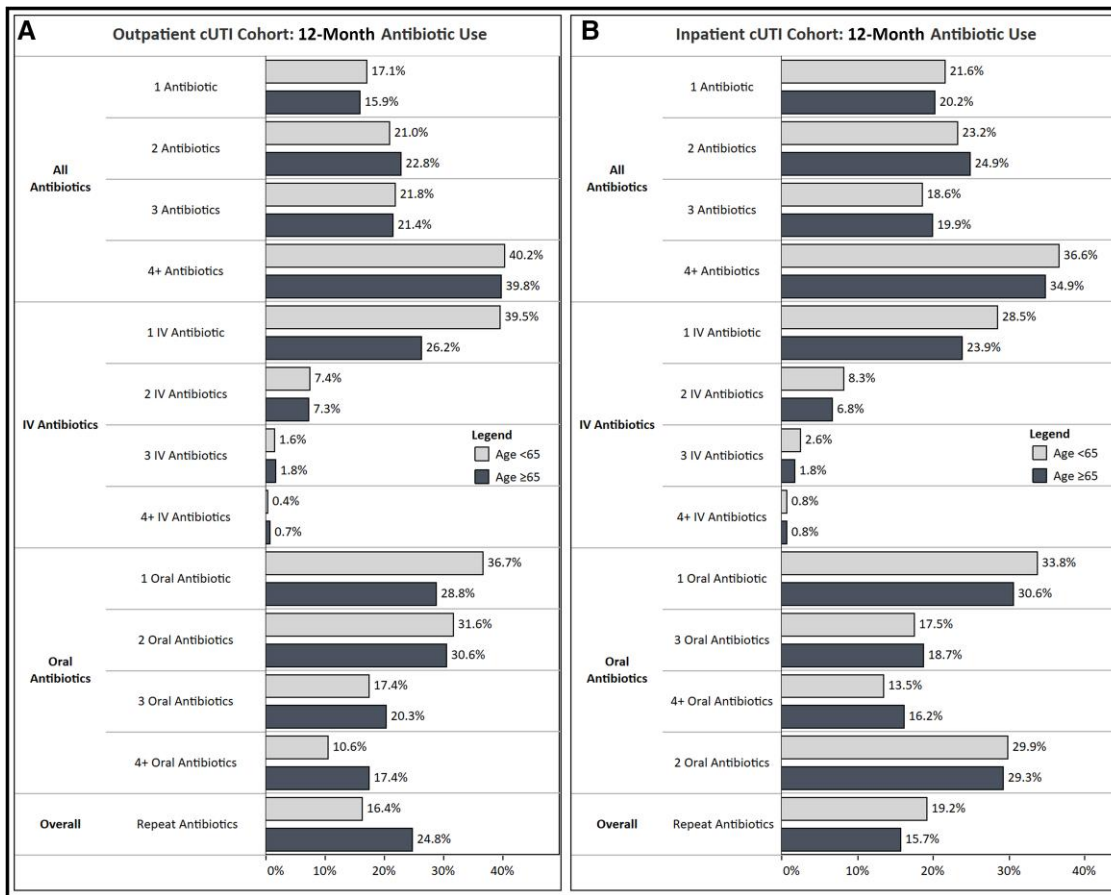 A
Outpatient cUTI Cohort: 12-Month Antibiotic Use
All
Antibiotics
1 Antibiotic
17.1%
15.9%
2 Antibiotics
21.0%
22.8%
3 Antibiotics
21.8%
21.4%
4+ Antibiotics
40.2%
39.8%
IV Antibiotics
1 IV Antibiotic
39.5%
26.2%
2 IV Antibiotics
7.4%
7.3%
3 IV Antibiotics
1.6%
1.8%
4+ IV Antibiotics
0.4%
0.7%
Legend
Age <65
Age ≥65
Oral
Antibiotics
1 Oral Antibiotic
36.7%
28.8%
2 Oral Antibiotics
31.6%
30.6%
3 Oral Antibiotics
17.4%
20.3%
4+ Oral Antibiotics
10.6%
17.4%
Overall
Repeat Antibiotics
16.4%
24.8%
0% 10% 20% 30% 40%
B
Inpatient cUTI Cohort: 12-Month Antibiotic Use
All
Antibiotics
1 Antibiotic
21.6%
20.2%
2 Antibiotics
23.2%
24.9%
3 Antibiotics
18.6%
19.9%
4+ Antibiotics
36.6%
34.9%
IV Antibiotics
1 IV Antibiotic
28.5%
23.9%
2 IV Antibiotics
8.3%
6.8%
3 IV Antibiotics
2.6%
1.8%
4+ IV Antibiotics
0.8%
0.8%
Legend
Age <65
Age ≥65
Oral
Antibiotics
1 Oral Antibiotic
33.8%
30.6%
3 Oral Antibiotics
17.5%
18.7%
4+ Oral Antibiotics
13.5%
16.2%
2 Oral Antibiotics
29.9%
29.3%
Overall
Repeat Antibiotics
19.2%
15.7%
0% 10% 20% 30% 40%